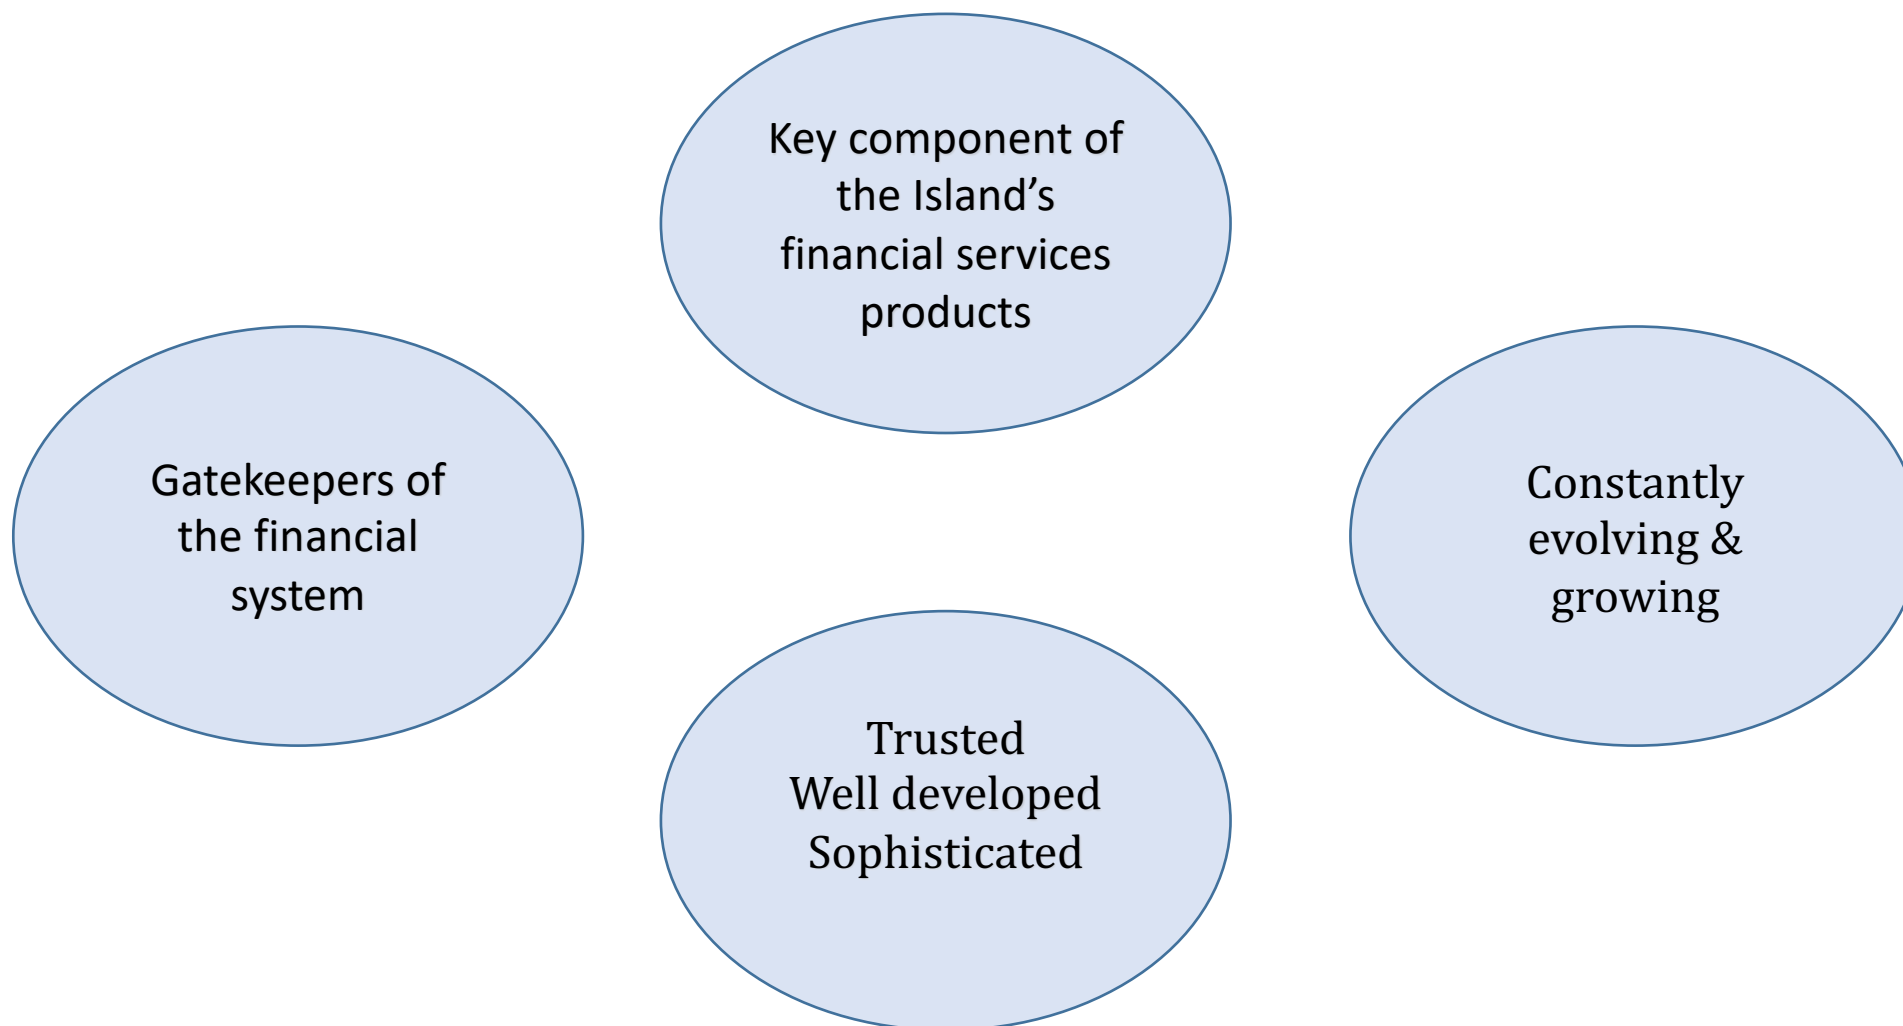 Key component of
the Island’s
financial services
products
Gatekeepers of
the financial
system
Constantly
evolving &
growing
Trusted
Well developed
Sophisticated